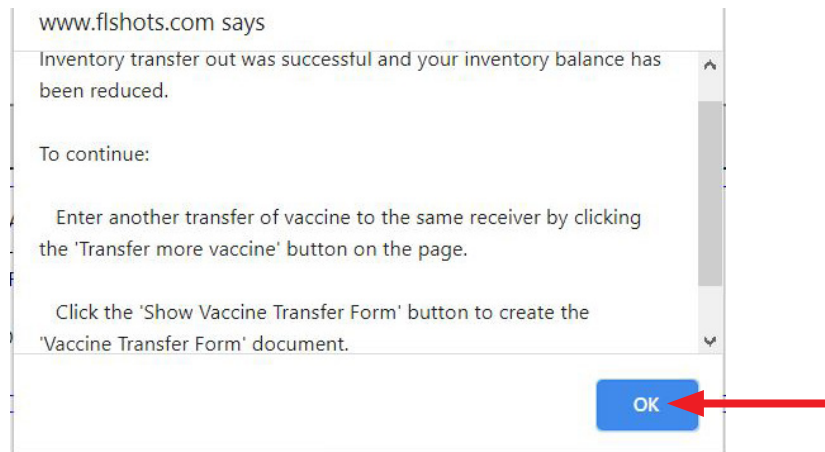 www.flshots.com says
Inventory transfer out was successful and your inventory balance has
been reduced.
To continue:
Enter another transfer of vaccine to the same receiver by clicking
the 'Transfer more vaccine' button on the page.
Click the 'Show Vaccine Transfer Form' button to create the
'Vaccine Transfer Form' document.
OK